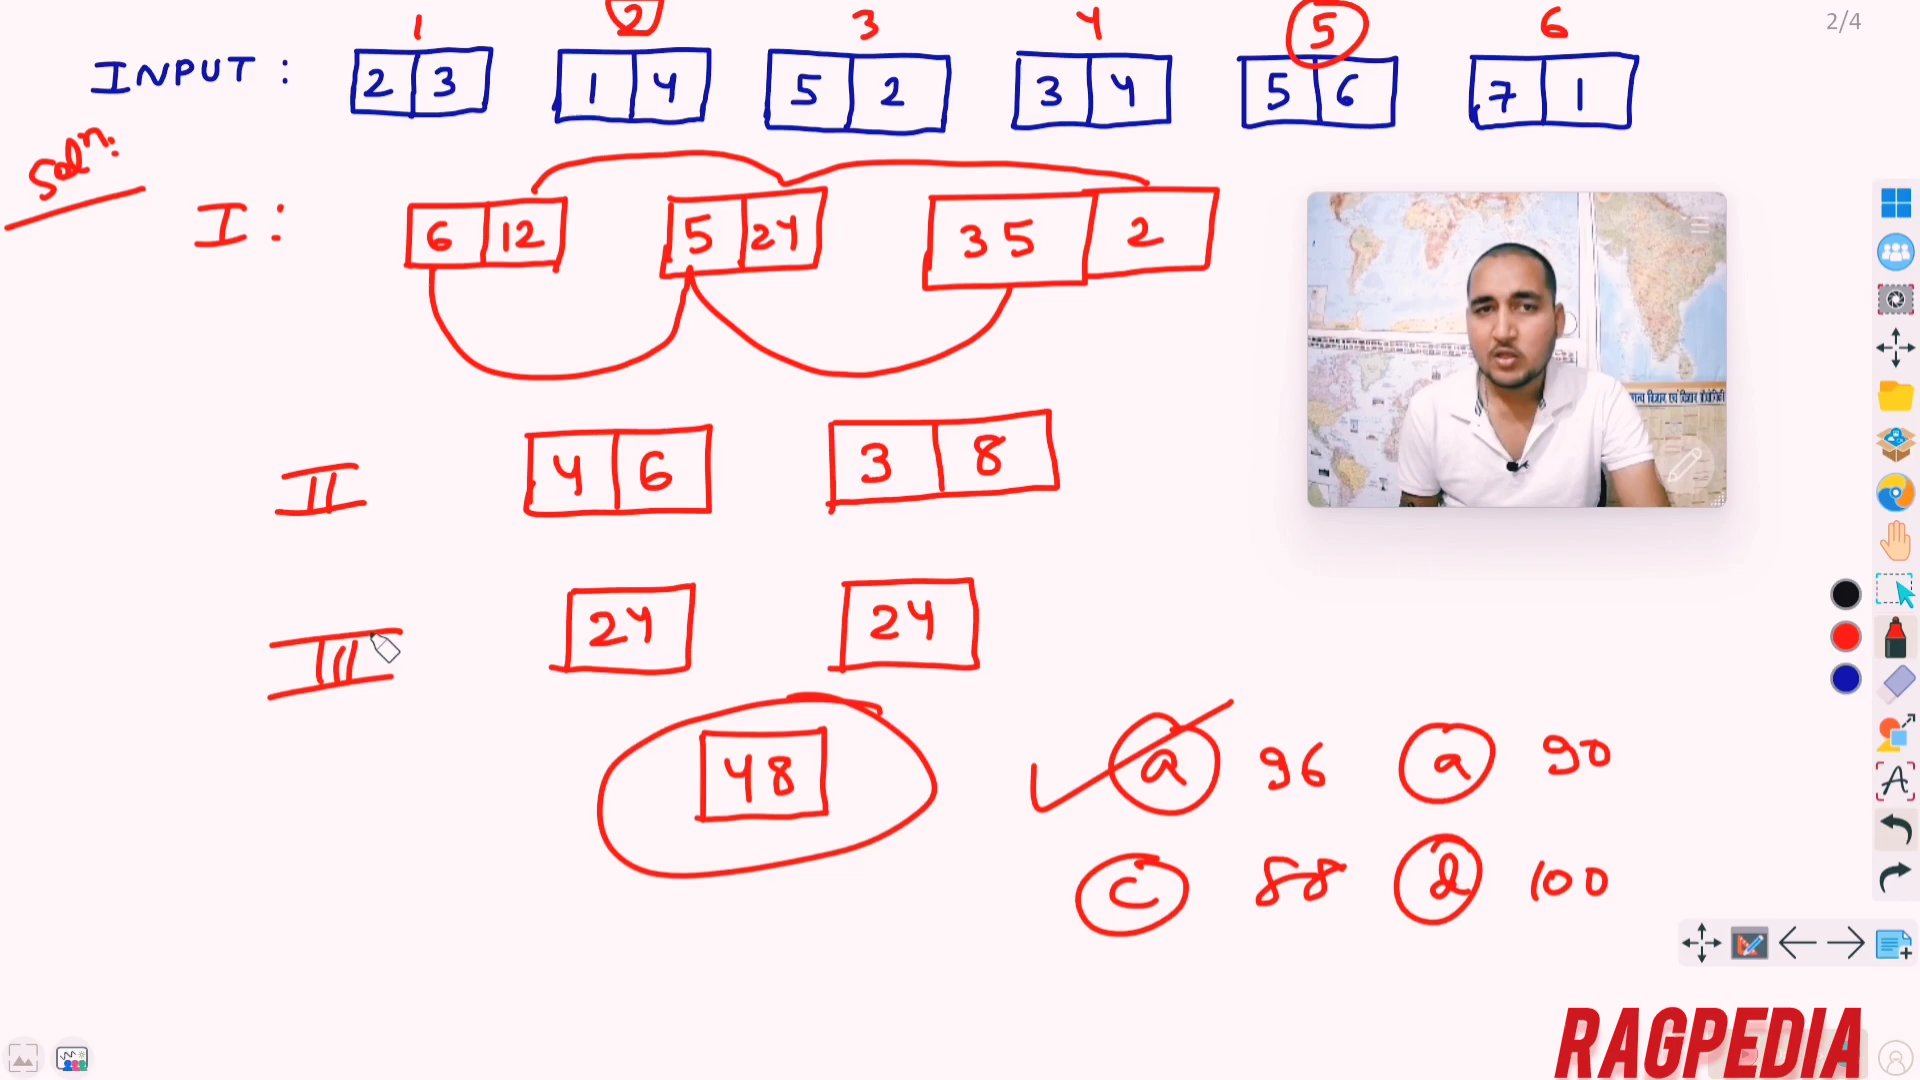 2/4
1 2 3 4 5 6
INPUT : 2 3 1 4 5 2 3 4 5 6 7 1
Solⁿ.
I : 6 12 5 24 35 2
II 4 6 3 8
III 24 24
48
a 96 a 90
c 88 d 100
RAGPEDIA